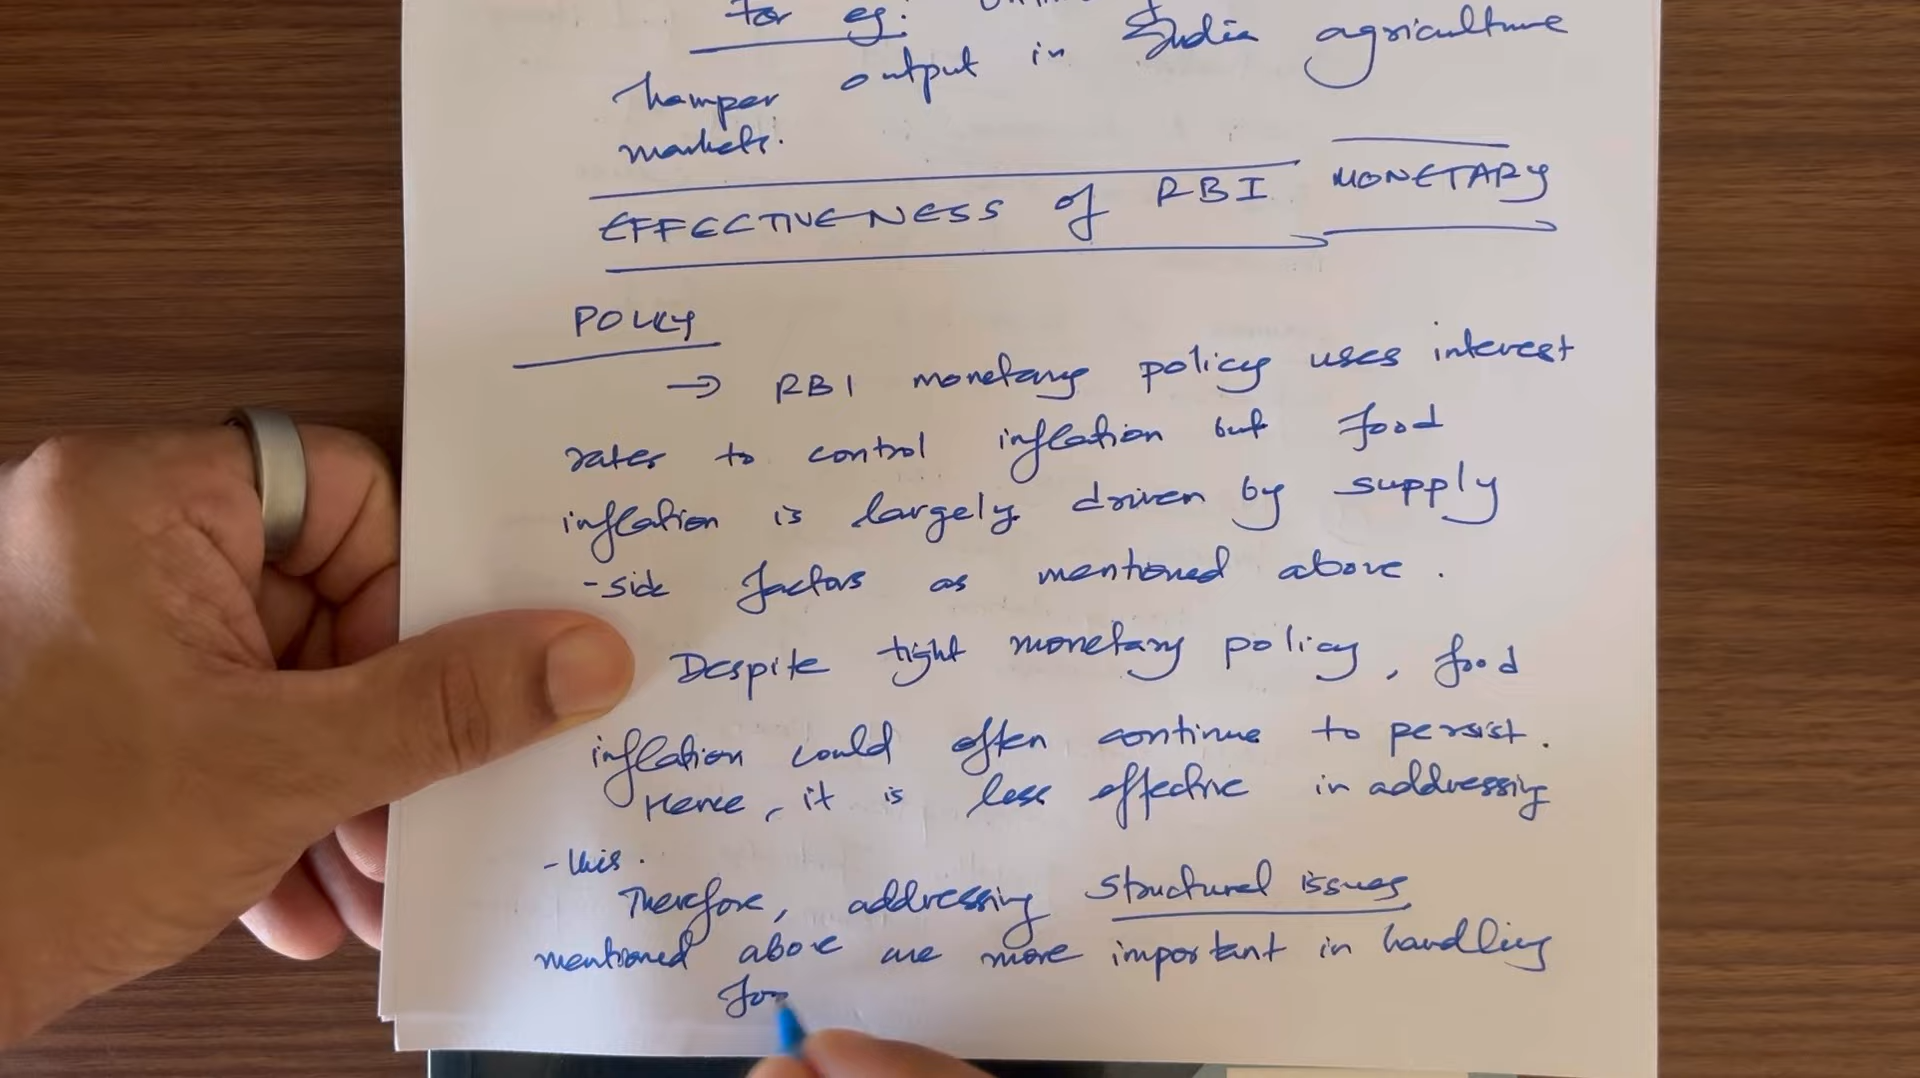 For eg:
hamper output in India agriculture
markets.
EFFECTIVENESS of RBI MONETARY
POLICY
→ RBI monetary policy uses interest
rates to control inflation but food
inflation is largely driven by supply
-side factors as mentioned above.
Despite tight monetary policy, food
inflation could often continue to persist.
Hence, it is less effective in addressing
-this.
Therefore, addressing structural issues
mentioned above are more important in handling
foo